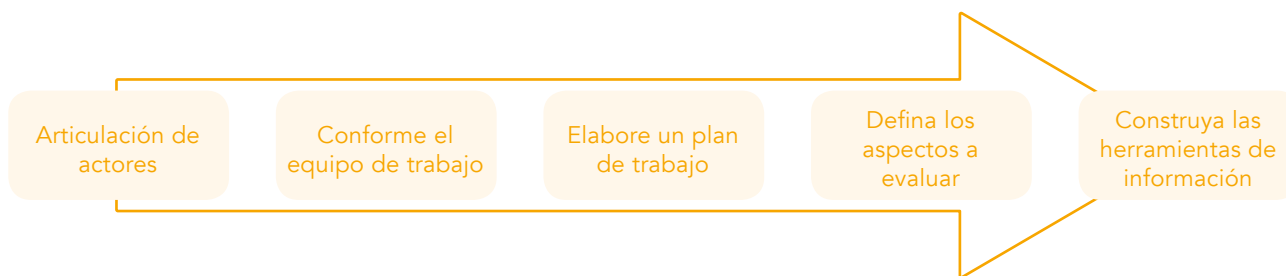 Articulación de
actores
Conforme el
equipo de trabajo
Elabore un plan
de trabajo
Defina los
aspectos a
evaluar
Construya las
herramientas de
información